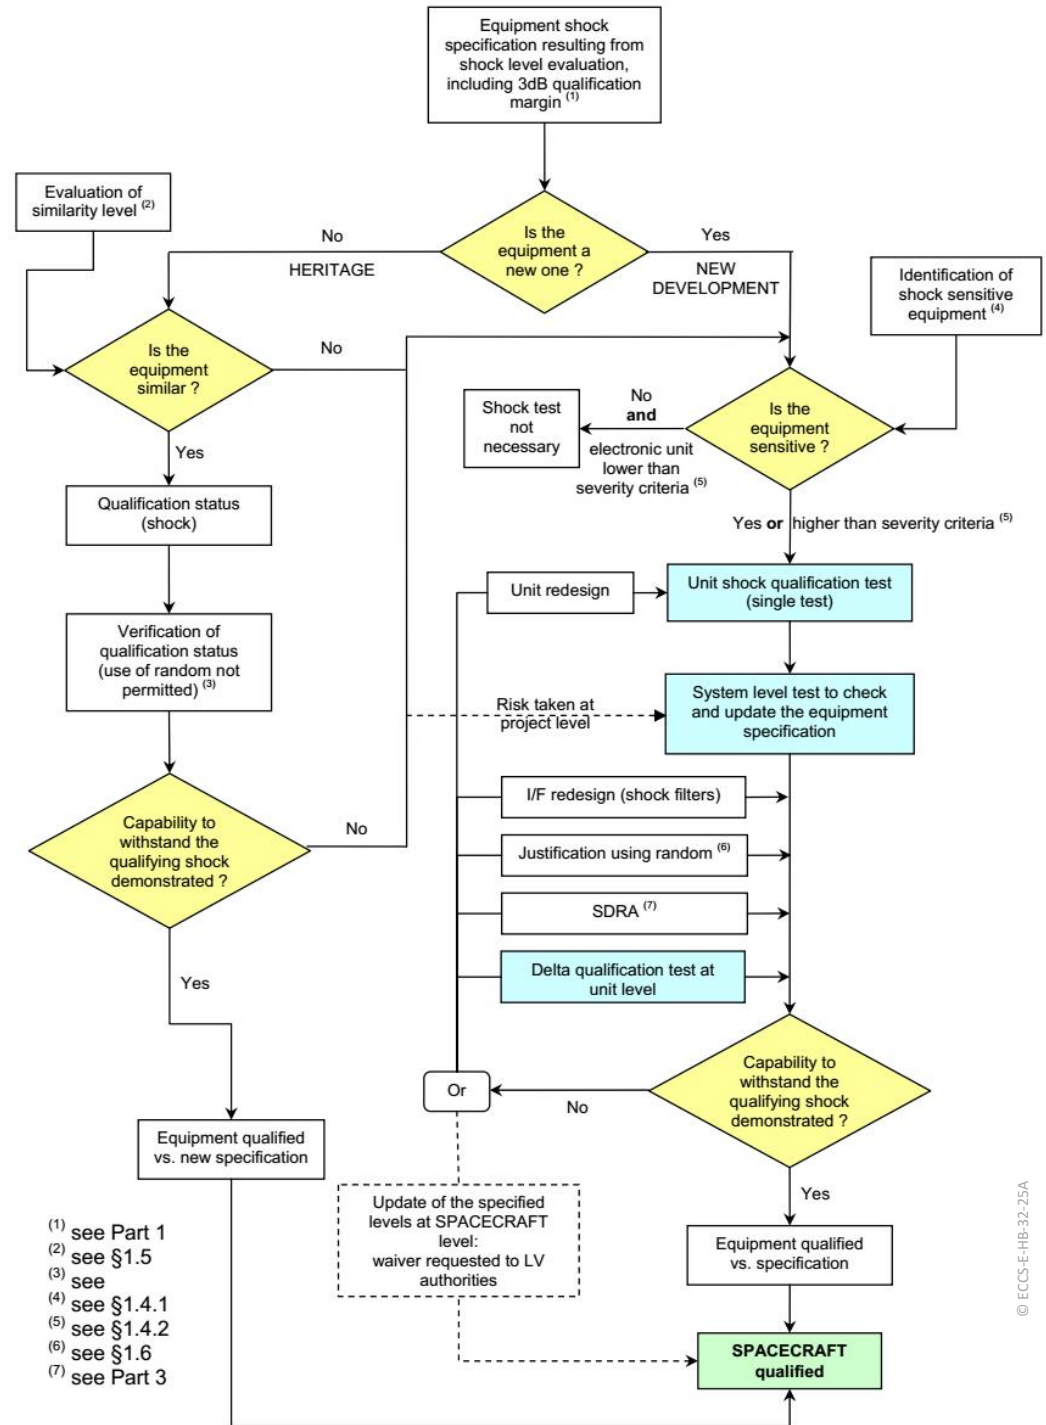 Equipment shock
specification resulting from
shock level evaluation,
including 3dB qualification
margin (1)
Evaluation of
similarity level (2)
Is the
equipment a
new one ?
No
HERITAGE
Yes
NEW
DEVELOPMENT
Identification of
shock sensitive
equipment (4)
Is the
equipment
similar ?
No
Yes
Shock test
not
necessary
No
and
electronic unit
lower than
severity criteria (5)
Is the
equipment
sensitive ?
Yes or higher than severity criteria (5)
Qualification status
(shock)
Verification of
qualification status
(use of random not
permitted) (3)
Unit redesign
Unit shock qualification test
(single test)
Risk taken at
project level
System level test to check
and update the equipment
specification
I/F redesign (shock filters)
Justification using random (6)
SDRA (7)
Delta qualification test at
unit level
Capability to
withstand the
qualifying shock
demonstrated ?
No
Yes
Capability to
withstand the
qualifying shock
demonstrated ?
No
Or
Yes
Equipment qualified
vs. new specification
Update of the specified
levels at SPACECRAFT
level:
waiver requested to LV
authorities
Equipment qualified
vs. specification
SPACECRAFT
qualified
(1) see Part 1
(2) see §1.5
(3) see
(4) see §1.4.1
(5) see §1.4.2
(6) see §1.6
(7) see Part 3
© ECCS-E-HB-32-25A